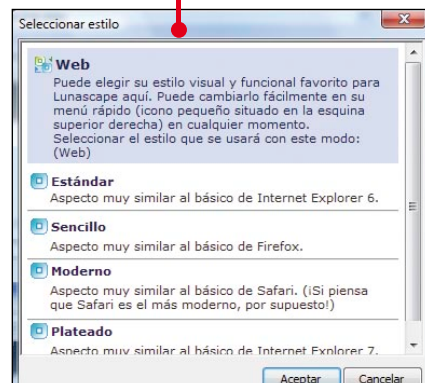 Seleccionar estilo
Web
Puede elegir su estilo visual y funcional favorito para
Lunascape aquí. Puede cambiarlo fácilmente en su
menú rápido (icono pequeño situado en la esquina
superior derecha) en cualquier momento.
Seleccionar el estilo que se usará con este modo:
(Web)
Estándar
Aspecto muy similar al básico de Internet Explorer 6.
Sencillo
Aspecto muy similar al básico de Firefox.
Moderno
Aspecto muy similar al básico de Safari. (¡Si piensa
que Safari es el más moderno, por supuesto!)
Plateado
Aspecto muy similar al básico de Internet Explorer 7.
Aceptar Cancelar